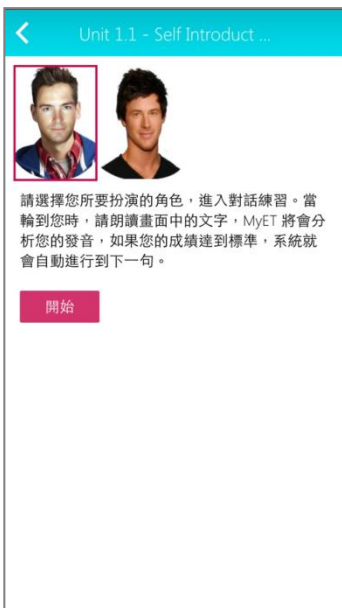 Unit 1.1 - Self Introduct ...
請選擇您所要扮演的角色，進入對話練習。當
輪到您時，請朗讀畫面中的文字，MyET 將會分
析您的發音，如果您的成績達到標準，系統就
會自動進行到下一句。
開始